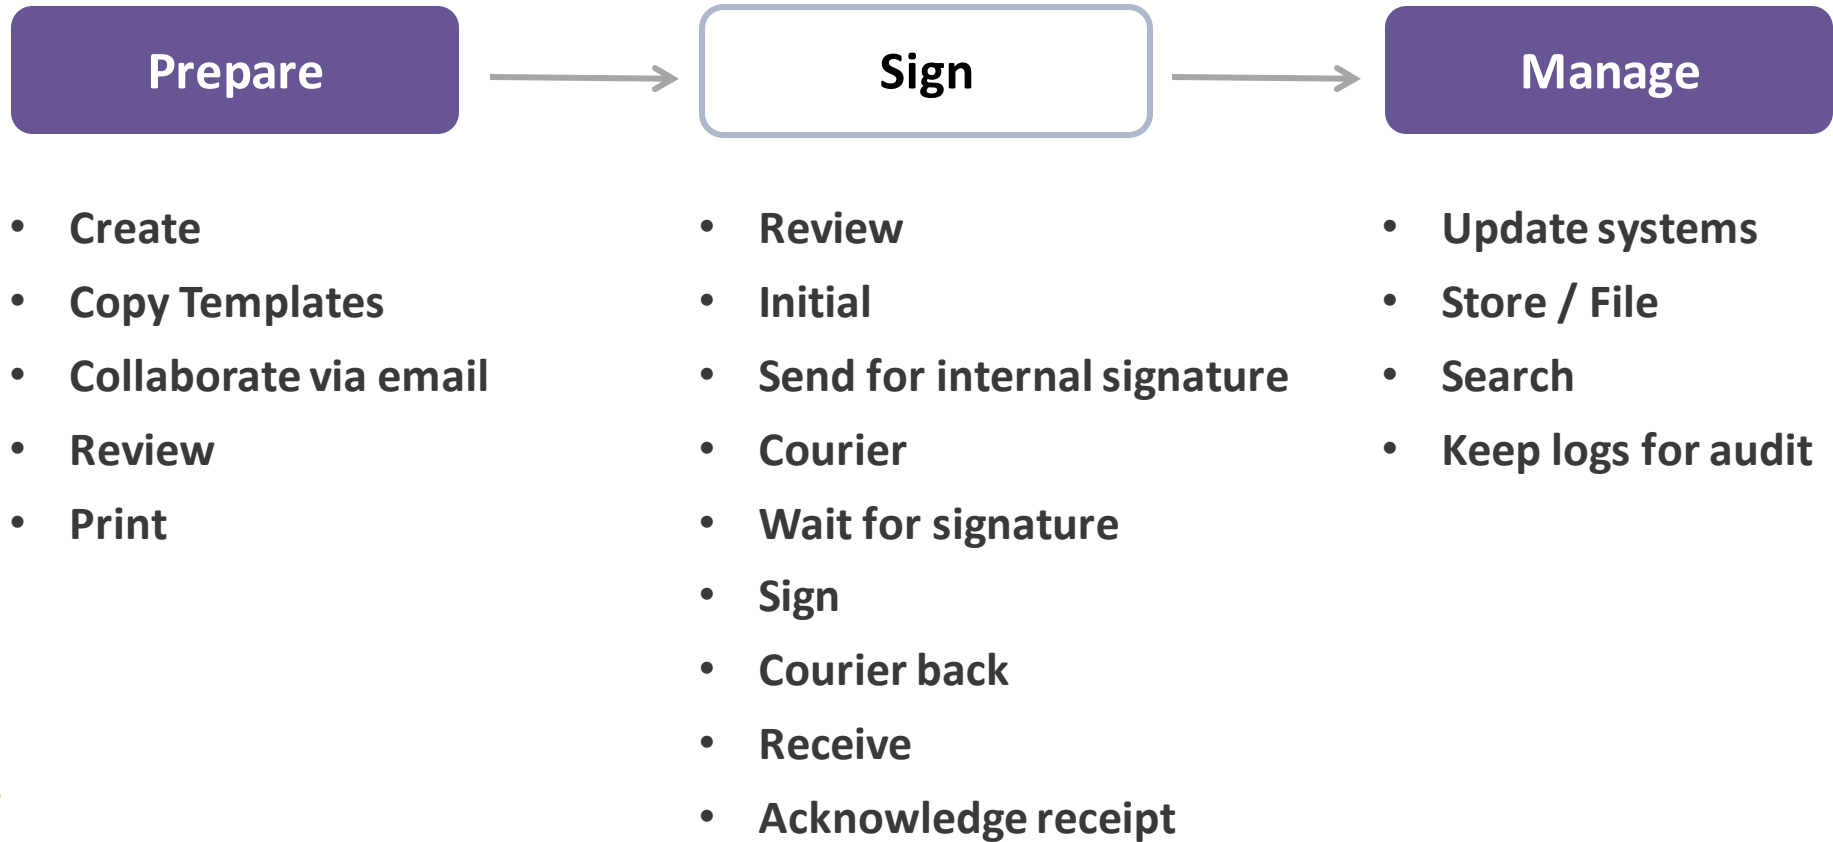 Prepare
Sign
Manage
• Create
• Copy Templates
• Collaborate via email
• Review
• Print
• Review
• Initial
• Send for internal signature
• Courier
• Wait for signature
• Sign
• Courier back
• Receive
• Acknowledge receipt
• Update systems
• Store / File
• Search
• Keep logs for audit